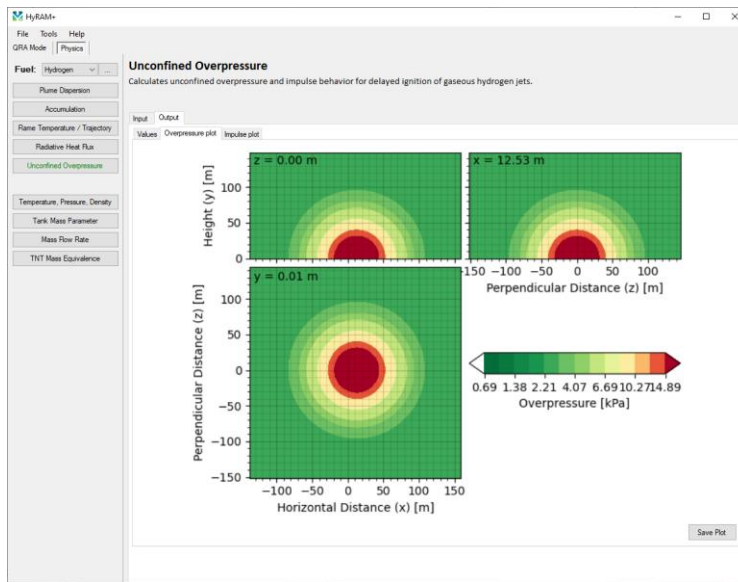 HyRAM+
File Tools Help
QRA Mode Physics
Fuel: Hydrogen ...
Plume Dispersion
Accumulation
Flame Temperature / Trajectory
Radiative Heat Flux
Unconfined Overpressure
Temperature, Pressure, Density
Tank Mass Parameter
Mass Flow Rate
TNT Mass Equivalence
Unconfined Overpressure
Calculates unconfined overpressure and impulse behavior for delayed ignition of gaseous hydrogen jets.
Input Output
Values Overpressure plot Impulse plot
z = 0.00 m
Height (y) [m]
100
50
0
x = 12.53 m
−150 −100 −50 0 50 100
Perpendicular Distance (z) [m]
y = 0.01 m
Perpendicular Distance (z) [m]
100
50
0
−50
−100
−150
−100 −50 0 50 100 150
Horizontal Distance (x) [m]
0.69 1.38 2.21 4.07 6.69 10.27 14.89
Overpressure [kPa]
Save Plot